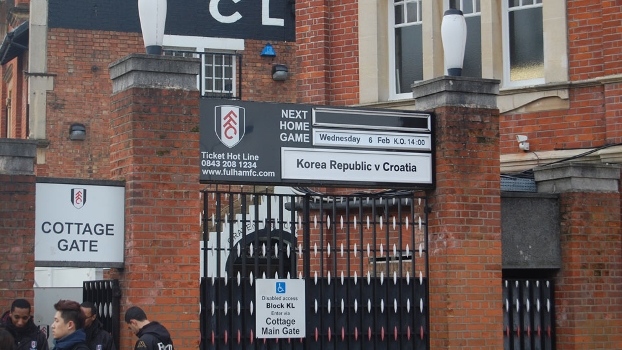 C L
NEXT
HOME
GAME
Wednesday 6 Feb K.O. 14:00
Korea Republic v Croatia
Ticket Hot Line
0843 208 1234
www.fulhamfc.com
COTTAGE
GATE
Disabled access
Block KL
Enter via
Cottage
Main Gate